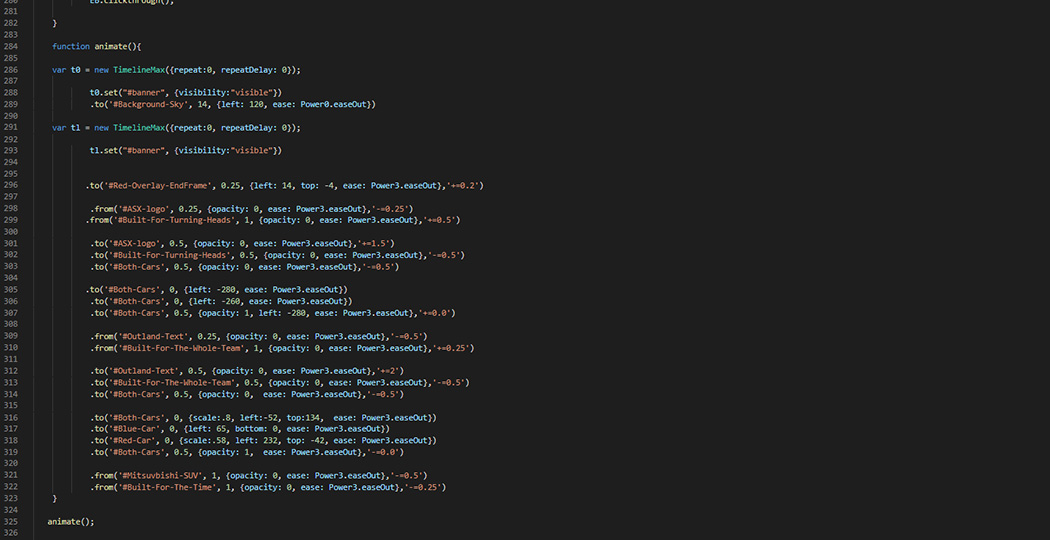 280 EB.clickthrough();
281
282 }
283
284 function animate(){
285
286 var t0 = new TimelineMax({repeat:0, repeatDelay: 0});
287
288 t0.set("#banner", {visibility:"visible"})
289 .to('#Background-Sky', 14, {left: 120, ease: Power0.easeOut})
290
291 var t1 = new TimelineMax({repeat:0, repeatDelay: 0});
292
293 t1.set("#banner", {visibility:"visible"})
294
295
296 .to('#Red-Overlay-EndFrame', 0.25, {left: 14, top: -4, ease: Power3.easeOut},'+=0.2')
297
298 .from('#ASX-logo', 0.25, {opacity: 0, ease: Power3.easeOut},'-=0.25')
299 .from('#Built-For-Turning-Heads', 1, {opacity: 0, ease: Power3.easeOut},'+=0.5')
300
301 .to('#ASX-logo', 0.5, {opacity: 0, ease: Power3.easeOut},'+=1.5')
302 .to('#Built-For-Turning-Heads', 0.5, {opacity: 0, ease: Power3.easeOut},'-=0.5')
303 .to('#Both-Cars', 0.5, {opacity: 0, ease: Power3.easeOut},'-=0.5')
304
305 .to('#Both-Cars', 0, {left: -280, ease: Power3.easeOut})
306 .to('#Both-Cars', 0, {left: -260, ease: Power3.easeOut})
307 .to('#Both-Cars', 0.5, {opacity: 1, left: -280, ease: Power3.easeOut},'+=0.0')
308
309 .from('#Outland-Text', 0.25, {opacity: 0, ease: Power3.easeOut},'-=0.5')
310 .from('#Built-For-The-Whole-Team', 1, {opacity: 0, ease: Power3.easeOut},'+=0.25')
311
312 .to('#Outland-Text', 0.5, {opacity: 0, ease: Power3.easeOut},'+=2')
313 .to('#Built-For-The-Whole-Team', 0.5, {opacity: 0, ease: Power3.easeOut},'-=0.5')
314 .to('#Both-Cars', 0.5, {opacity: 0,  ease: Power3.easeOut},'-=0.5')
315
316 .to('#Both-Cars', 0, {scale:.8, left:-52, top:134,  ease: Power3.easeOut})
317 .to('#Blue-Car', 0, {left: 65, bottom: 0, ease: Power3.easeOut})
318 .to('#Red-Car', 0, {scale:.58, left: 232, top: -42, ease: Power3.easeOut})
319 .to('#Both-Cars', 0.5, {opacity: 1,  ease: Power3.easeOut},'-=0.0')
320
321 .from('#Mitsuvbishi-SUV', 1, {opacity: 0, ease: Power3.easeOut},'-=0.5')
322 .from('#Built-For-The-Time', 1, {opacity: 0, ease: Power3.easeOut},'-=0.25')
323 }
324
325 animate();
326